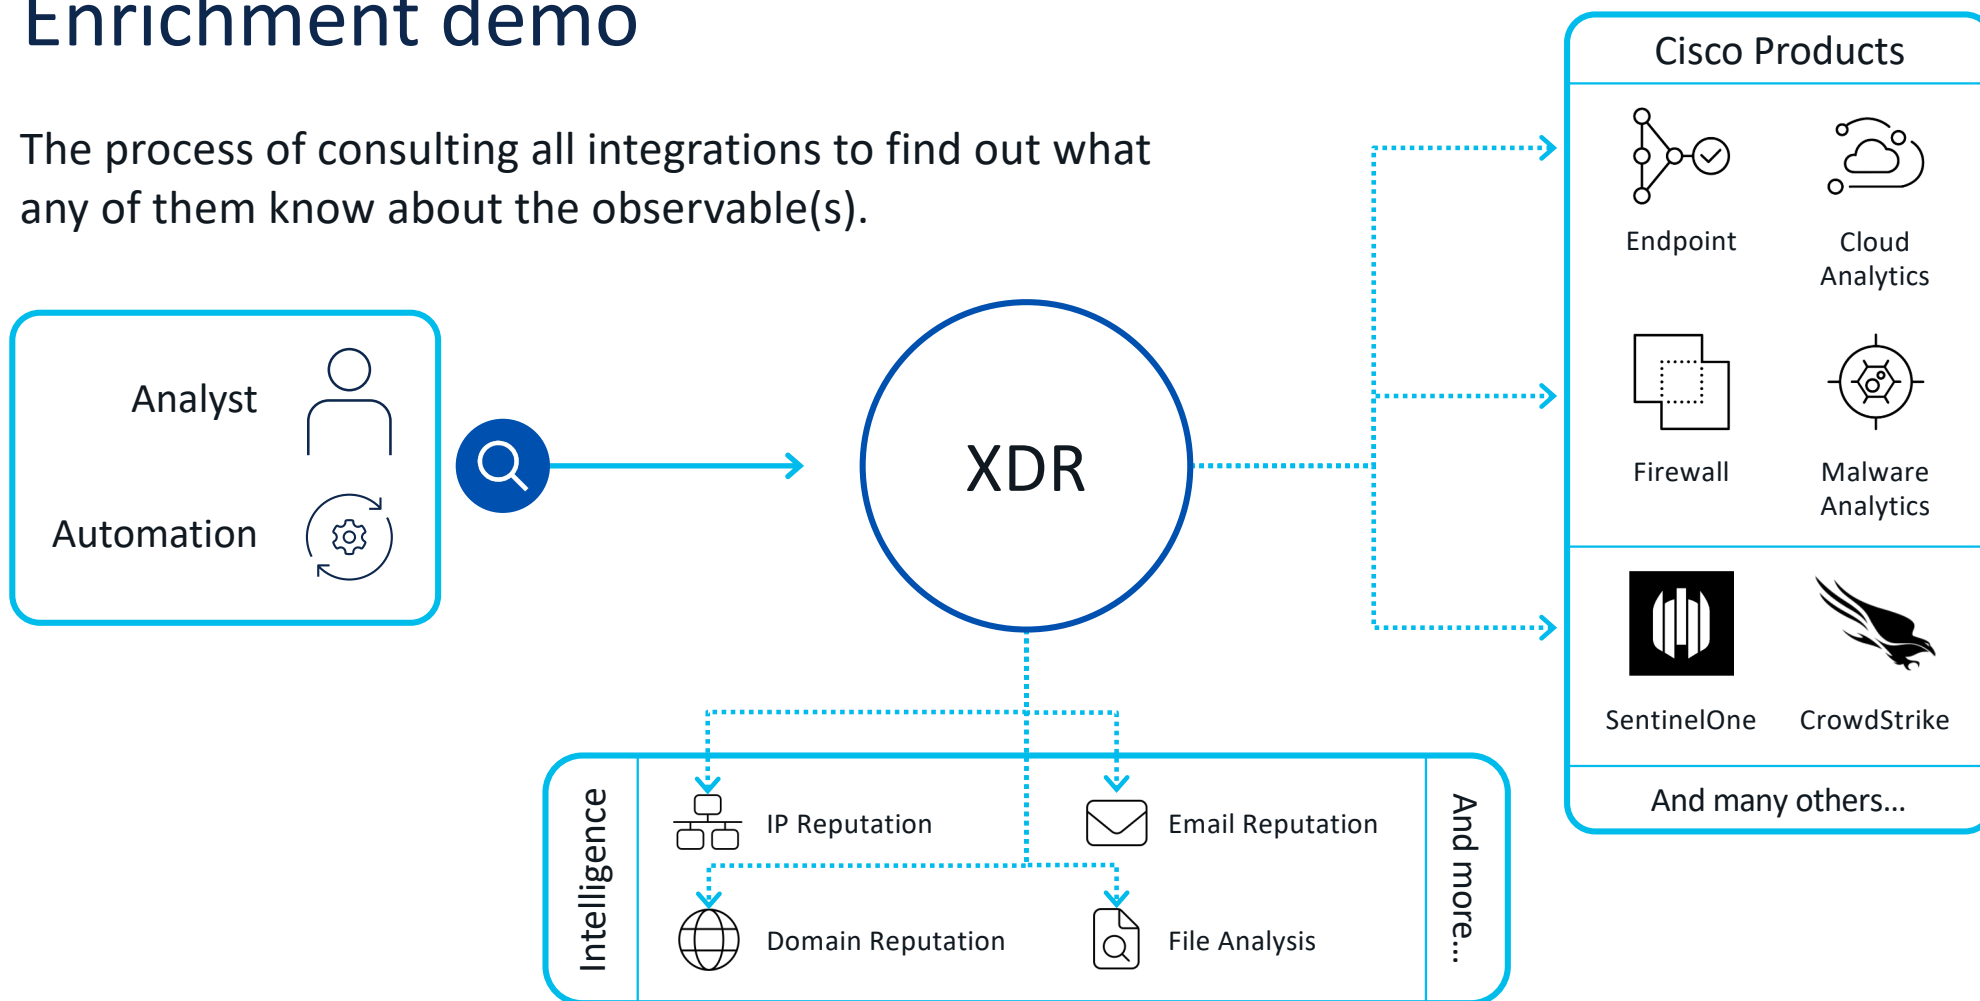 Enrichment demo
The process of consulting all integrations to find out what
any of them know about the observable(s).
Analyst
Automation
XDR
Cisco Products
Endpoint
Cloud
Analytics
Firewall
Malware
Analytics
SentinelOne
CrowdStrike
And many others...
Intelligence
IP Reputation
Email Reputation
Domain Reputation
File Analysis
And more...